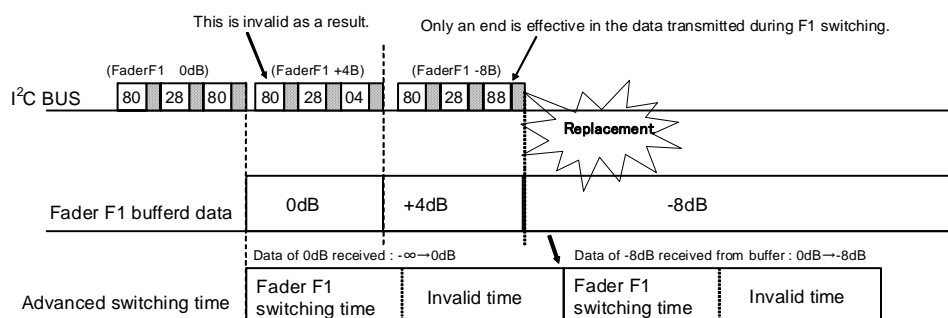 This is invalid as a result.
Only an end is effective in the data transmitted during F1 switching.
(FaderF1 0dB)
(FaderF1 +4B)
(FaderF1 -8B)
I²C BUS
80 28 80
80 28 04
80 28 88
Replacement
Fader F1 bufferd data
0dB
+4dB
-8dB
Data of 0dB received : -∞→0dB
Data of -8dB received from buffer : 0dB→-8dB
Advanced switching time
Fader F1
switching time
Invalid time
Fader F1
switching time
Invalid time